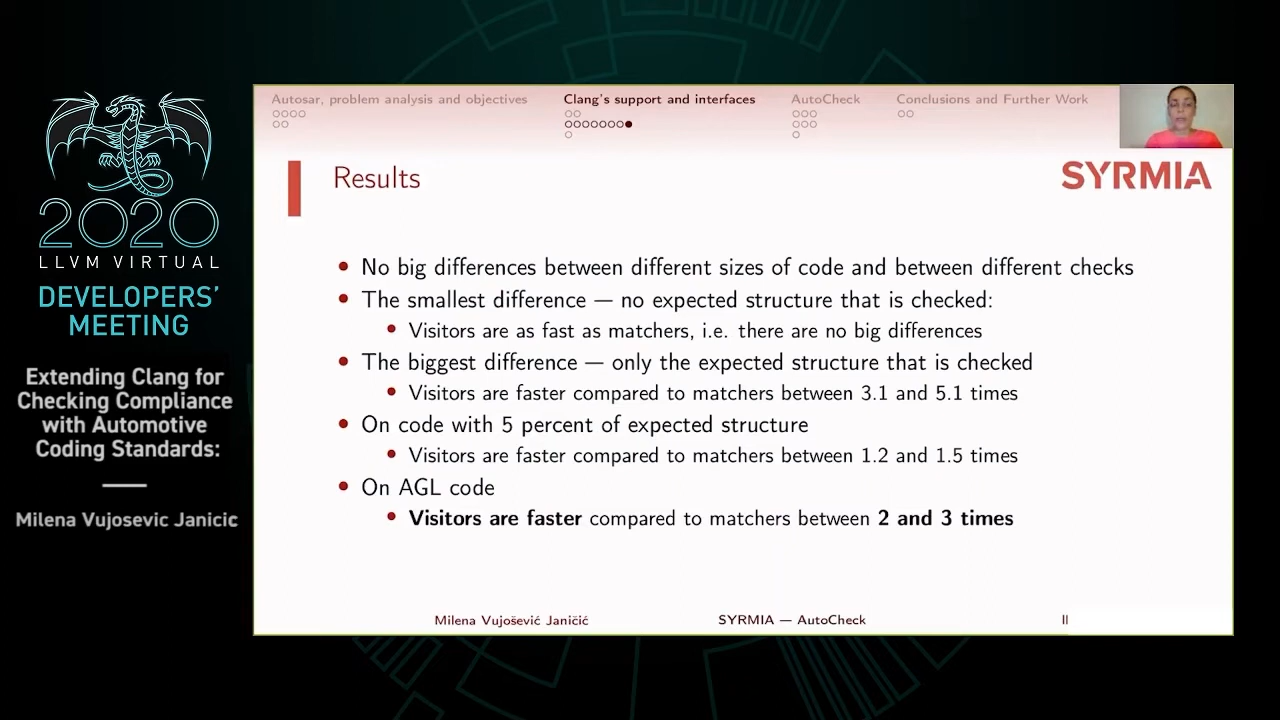 2020
LLVM VIRTUAL
DEVELOPERS’
MEETING
Extending Clang for
Checking Compliance
with Automotive
Coding Standards:
Milena Vujosevic Janicic
Autosar, problem analysis and objectives
Clang's support and interfaces
AutoCheck
Conclusions and Further Work
Results
SYRMIA
• No big differences between different sizes of code and between different checks
• The smallest difference — no expected structure that is checked:
• Visitors are as fast as matchers, i.e. there are no big differences
• The biggest difference — only the expected structure that is checked
• Visitors are faster compared to matchers between 3.1 and 5.1 times
• On code with 5 percent of expected structure
• Visitors are faster compared to matchers between 1.2 and 1.5 times
• On AGL code
• Visitors are faster compared to matchers between 2 and 3 times
Milena Vujošević Janičić
SYRMIA — AutoCheck